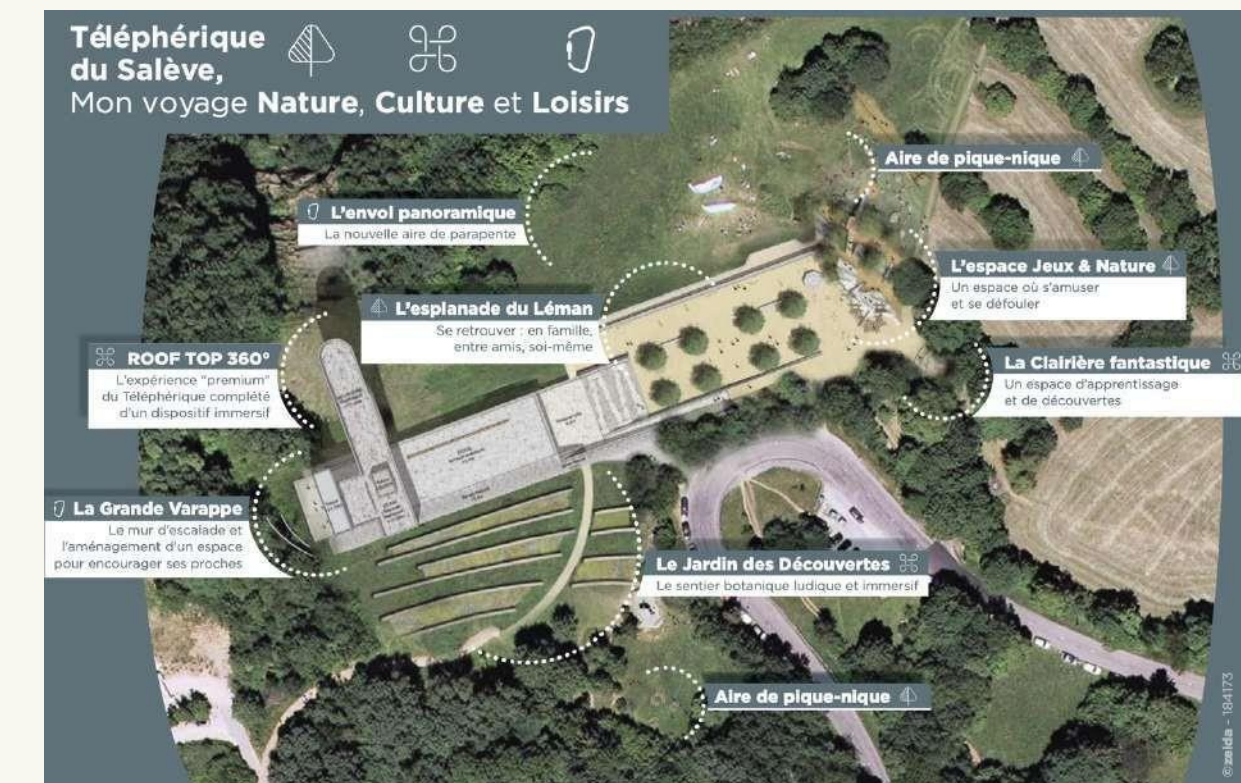 Téléphérique
du Salève,
Mon voyage Nature, Culture et Loisirs
Aire de pique-nique
L'envol panoramique
La nouvelle aire de parapente
L'espace Jeux & Nature
Un espace où s'amuser
et se défouler
L'esplanade du Léman
Se retrouver : en famille,
entre amis, soi-même
ROOF TOP 360°
L'expérience "premium"
du Téléphérique complété
d'un dispositif immersif
La Clairière fantastique
Un espace d'apprentissage
et de découvertes
La Grande Varappe
Le mur d'escalade et
l'aménagement d'un espace
pour encourager ses proches
Le Jardin des Découvertes
Le sentier botanique ludique et immersif
Aire de pique-nique
©zelda - 184173